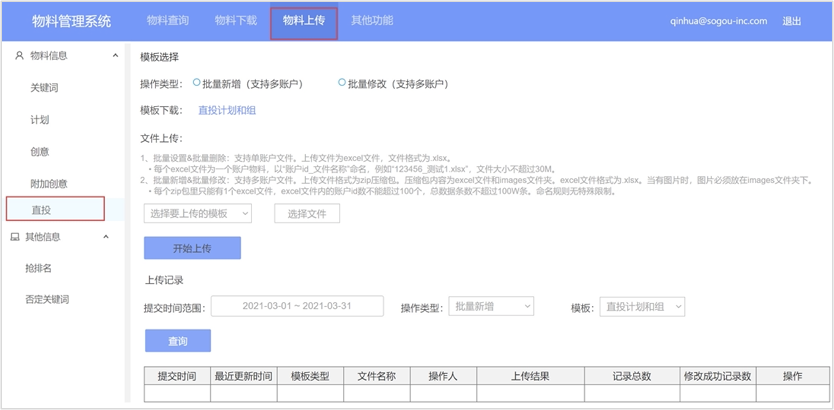 物料管理系统 物料查询 物料下载 物料上传 其他功能 qinhua@sogou-inc.com 退出
物料信息
关键词
计划
创意
附加创意
直投
其他信息
抢排名
否定关键词
模板选择
操作类型: 批量新增（支持多账户） 批量修改（支持多账户）
模板下载: 直投计划和组
文件上传:
1、批量设置&批量删除：支持单账户文件。上传文件为excel文件，文件格式为.xlsx。
・每个excel文件为一个账户物料，以“账户id_文件名称”命名，例如“123456_测试1.xlsx”，文件大小不超过30M。
2、批量新增&批量修改：支持多账户文件。上传文件格式为zip压缩包。压缩包内容为excel文件和images文件夹。excel文件格式为.xlsx。当有图片时，图片必须放在images文件夹下。
・每个zip包里只能有1个excel文件，excel文件内的账户id数不能超过100个，总数据条数不超过100W条。命名规则无特殊限制。
选择要上传的模板 选择文件
开始上传
上传记录
提交时间范围: 2021-03-01 ~ 2021-03-31 操作类型: 批量新增 模板: 直投计划和组
查询
提交时间 最近更新时间 模板类型 文件名称 操作人 上传结果 记录总数 修改成功记录数 操作